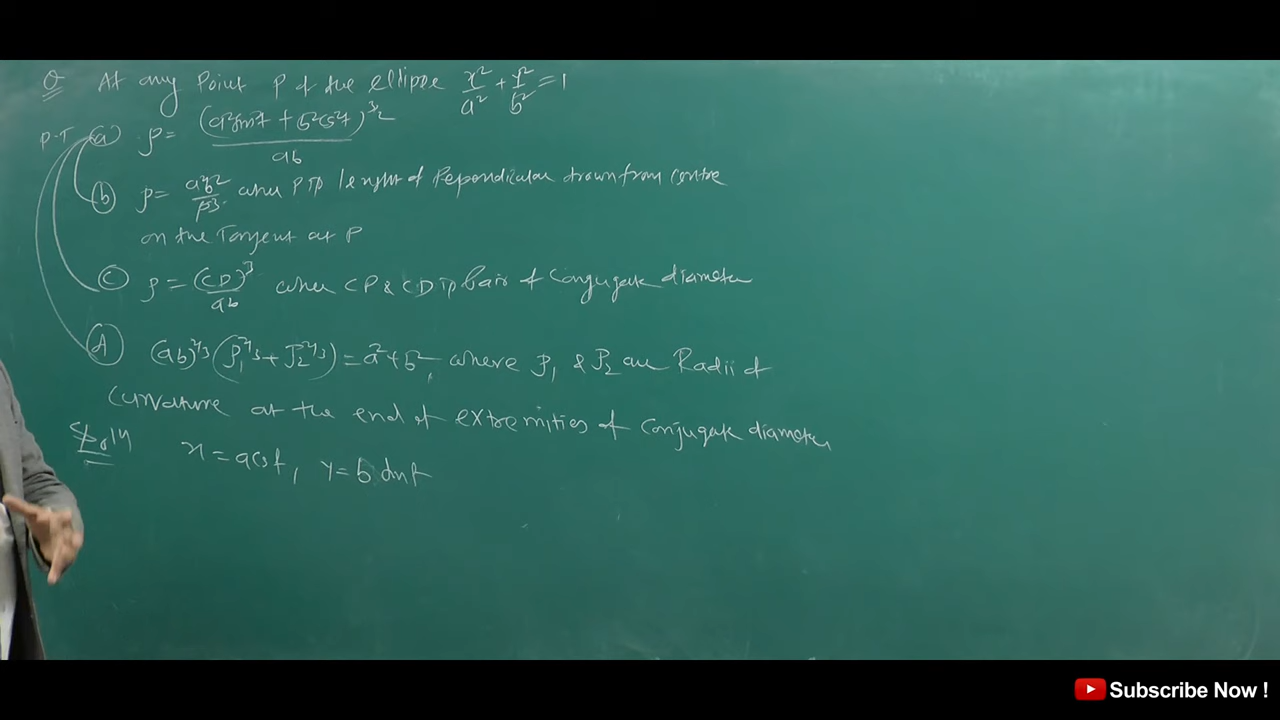 Q At any Point P of the ellipse x²/a² + y²/b² = 1
P.T (a) ρ = (a²sin²t + b²cos²t)^3/2 / ab
(b) ρ = a²b²/p³ when P is length of Perpendicular drawn from centre
on the Tangent at P
(c) ρ = (CD)³/ab when CP & CD is pair of Conjugate diameter
(d) (ab)^2/3 (ρ₁^2/3 + ρ₂^2/3) = a² + b², where ρ₁ & ρ₂ are Radii of
Curvature at the end of extremities of Conjugate diameter
Sol^n x = a cos t, y = b sin t
Subscribe Now !